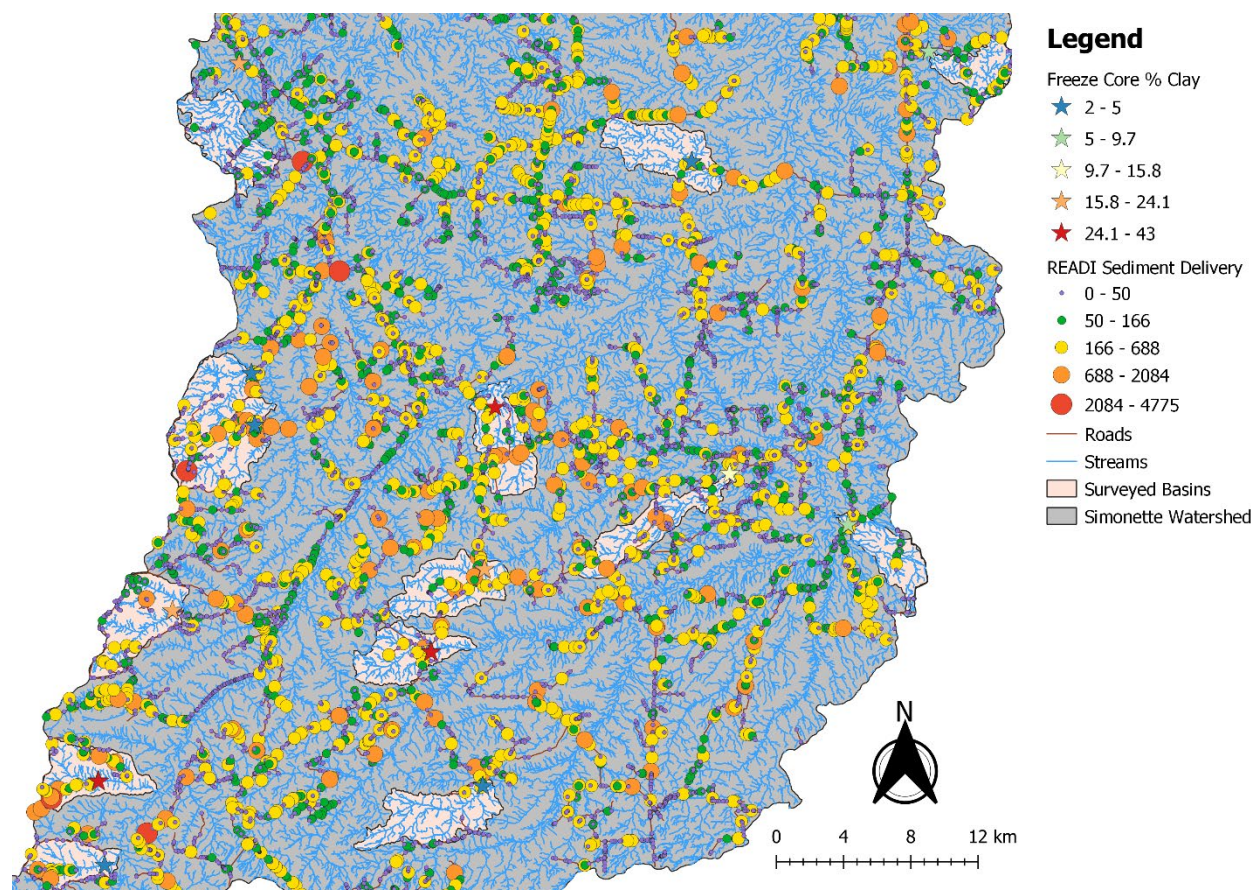 Legend
Freeze Core % Clay
2 - 5
5 - 9.7
9.7 - 15.8
15.8 - 24.1
24.1 - 43
READI Sediment Delivery
0 - 50
50 - 166
166 - 688
688 - 2084
2084 - 4775
Roads
Streams
Surveyed Basins
Simonette Watershed
N
0 4 8 12 km